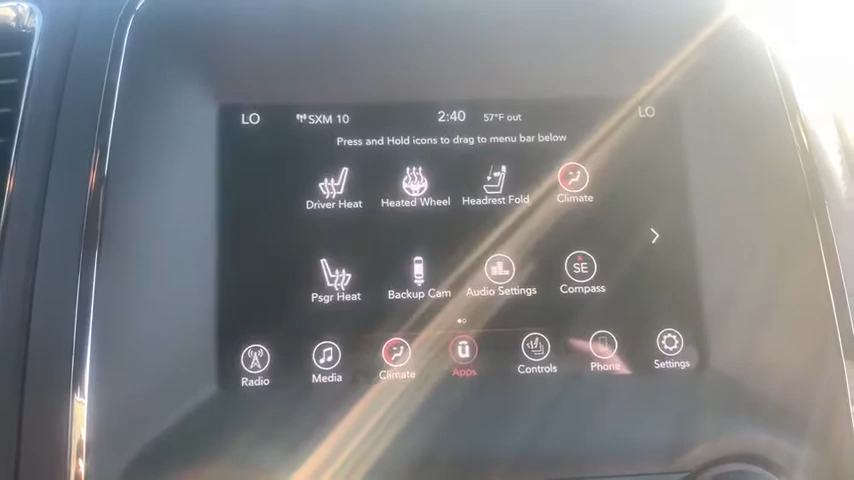 LO SXM 10 2:40 57°F out LO
Press and Hold icons to drag to menu bar below
Driver Heat Heated Wheel Headrest Fold Climate
SE
Psgr Heat Backup Cam Audio Settings Compass
Radio Media Climate Apps Controls Phone Settings